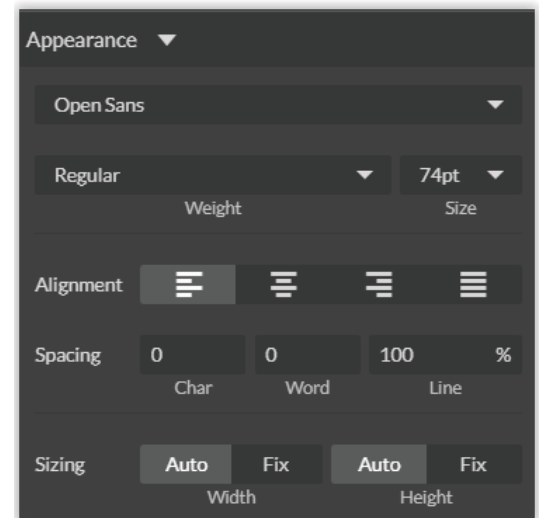 Appearance
Open Sans
Regular 74pt
Weight Size
Alignment
Spacing 0 0 100 %
Char Word Line
Sizing Auto Fix Auto Fix
Width Height